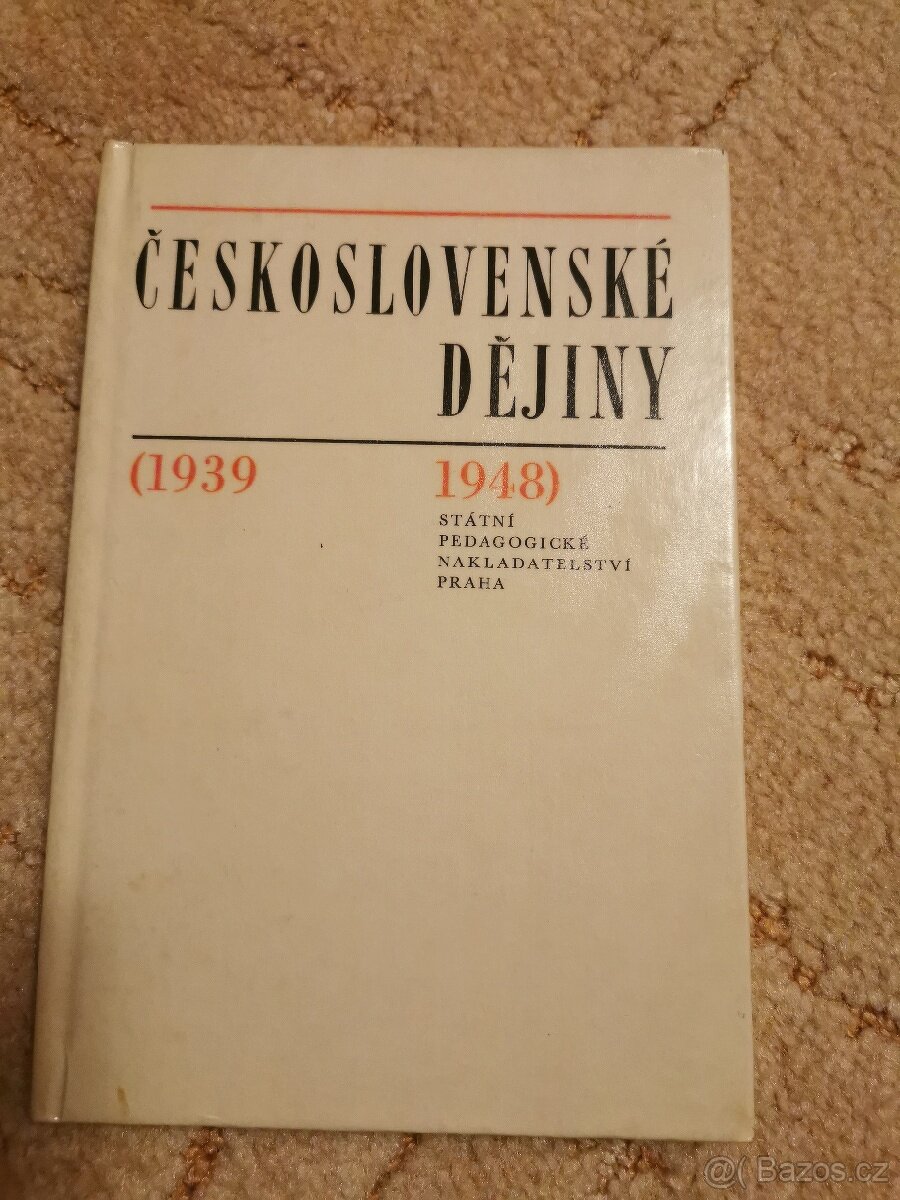 ČESKOSLOVENSKÉ
DĚJINY
(1939 1948)
STÁTNÍ
PEDAGOGICKÉ
NAKLADATELSTVÍ
PRAHA
@( Bazos.cz